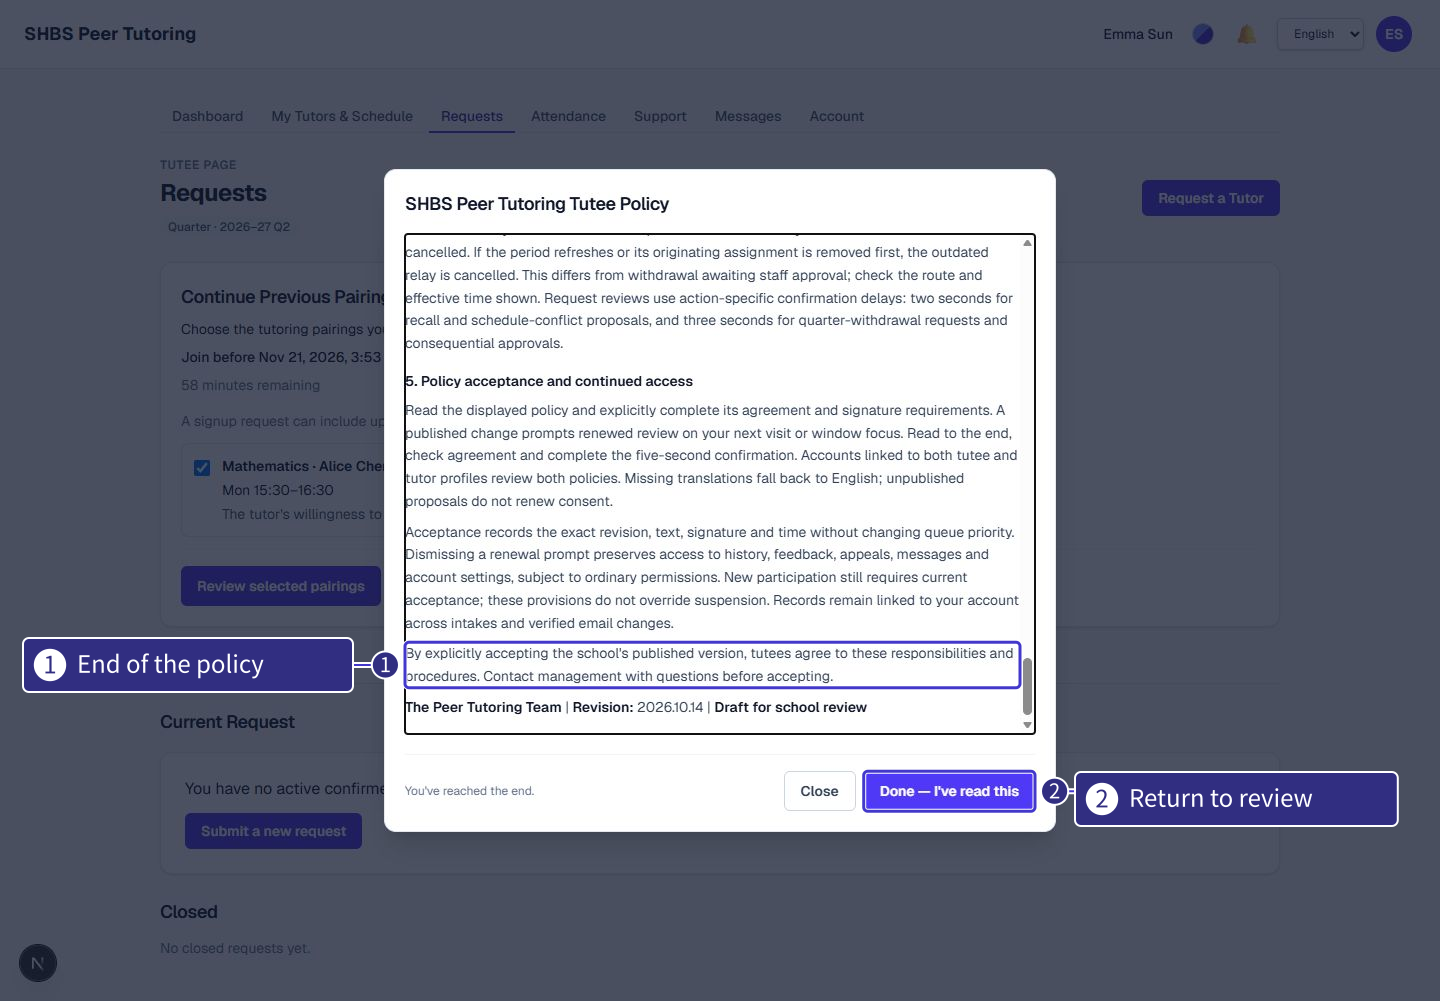 SHBS Peer Tutoring
Emma Sun
English
ES
Dashboard
My Tutors & Schedule
Requests
Attendance
Support
Messages
Account
TUTEE PAGE
Requests
Quarter · 2026–27 Q2
Request a Tutor
Continue Previous Pairing
Choose the tutoring pairings you
Join before Nov 21, 2026, 3:53
58 minutes remaining
A signup request can include up
Mathematics · Alice Chen
Mon 15:30–16:30
The tutor's willingness to
Review selected pairings
SHBS Peer Tutoring Tutee Policy
cancelled. If the period refreshes or its originating assignment is removed first, the outdated
relay is cancelled. This differs from withdrawal awaiting staff approval; check the route and
effective time shown. Request reviews use action-specific confirmation delays: two seconds for
recall and schedule-conflict proposals, and three seconds for quarter-withdrawal requests and
consequential approvals.
5. Policy acceptance and continued access
Read the displayed policy and explicitly complete its agreement and signature requirements. A
published change prompts renewed review on your next visit or window focus. Read to the end,
check agreement and complete the five-second confirmation. Accounts linked to both tutee and
tutor profiles review both policies. Missing translations fall back to English; unpublished
proposals do not renew consent.
Acceptance records the exact revision, text, signature and time without changing queue priority.
Dismissing a renewal prompt preserves access to history, feedback, appeals, messages and
account settings, subject to ordinary permissions. New participation still requires current
acceptance; these provisions do not override suspension. Records remain linked to your account
across intakes and verified email changes.
By explicitly accepting the school's published version, tutees agree to these responsibilities and
procedures. Contact management with questions before accepting.
The Peer Tutoring Team | Revision: 2026.10.14 | Draft for school review
You've reached the end.
Close
Done — I've read this
1 End of the policy
1
2
2 Return to review
Current Request
You have no active confirme
Submit a new request
Closed
No closed requests yet.
N